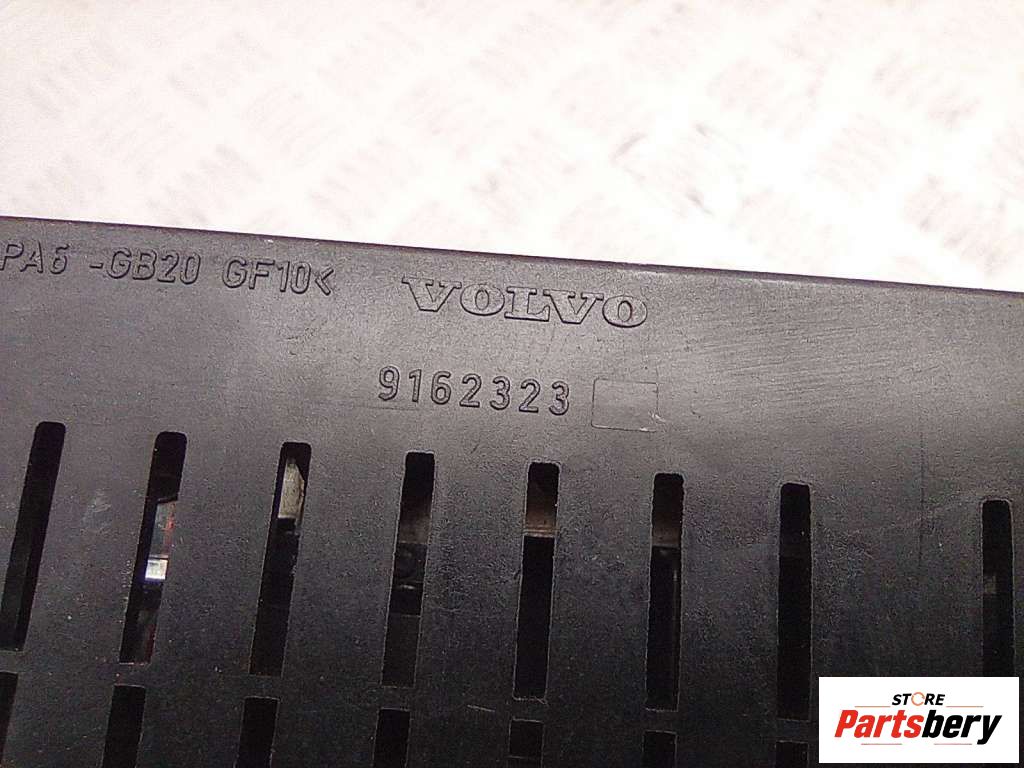 PA6 -GB20 GF10<
VOLVO
9162323
STORE
Partsbery